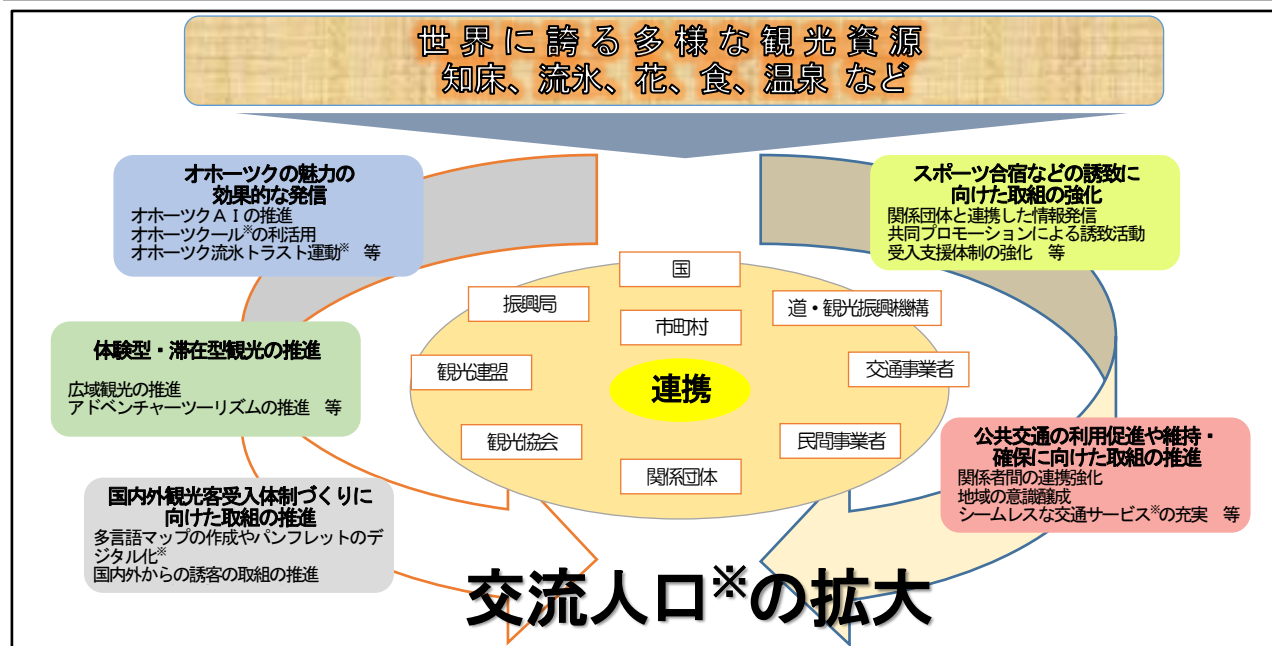 世界に誇る多様な観光資源
知床、流氷、花、食、温泉 など
オホーツクの魅力の
効果的な発信
オホーツクAIの推進
オホーツクール※の利活用
オホーツク流氷トラスト運動※ 等
スポーツ合宿などの誘致に
向けた取組の強化
関係団体と連携した情報発信
共同プロモーションによる誘致活動
受入支援体制の強化 等
体験型・滞在型観光の推進
広域観光の推進
アドベンチャーツーリズムの推進 等
国
振興局
道・観光振興機構
市町村
観光連盟
交通事業者
連携
観光協会
民間事業者
関係団体
公共交通の利用促進や維持・
確保に向けた取組の推進
関係者間の連携強化
地域の意識醸成
シームレスな交通サービス※の充実 等
国内外観光客受入体制づくりに
向けた取組の推進
多言語マップの作成やパンフレットのデ
ジタル化※
国内外からの誘客の取組の推進
交流人口※の拡大